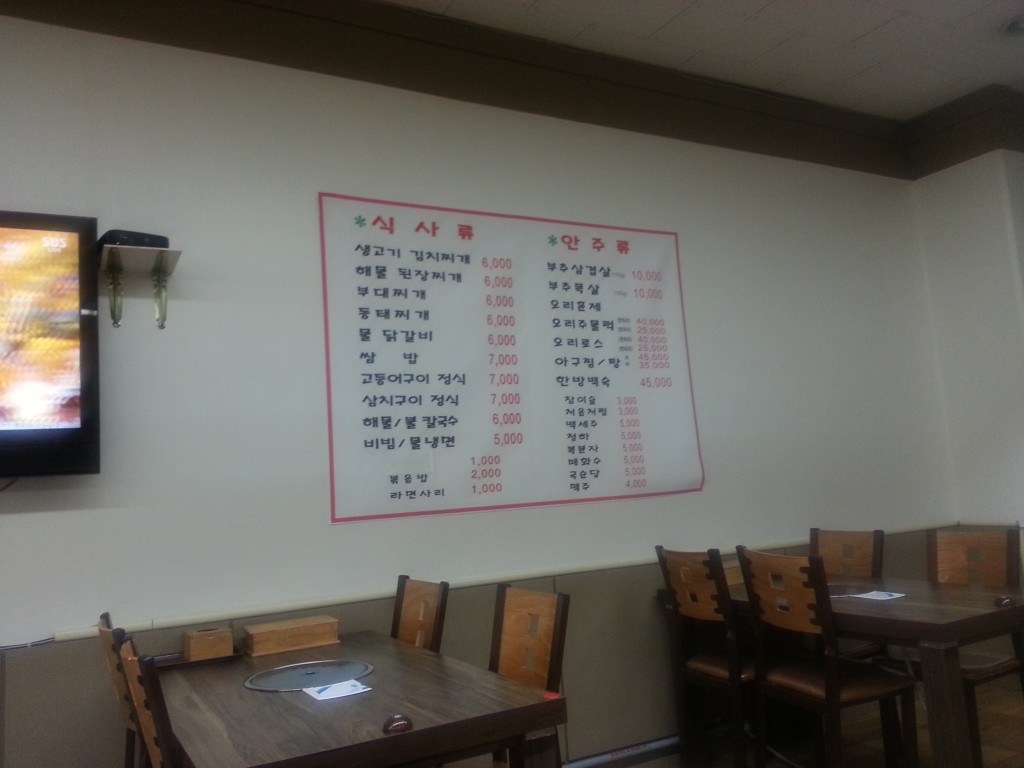 SBS
*식 사 류
생고기 김치찌개 6,000
해물 된장찌개 6,000
부대찌개 6,000
동태찌개 6,000
물 닭갈비 6,000
쌈 밥 7,000
고등어구이 정식 7,000
삼치구이 정식 7,000
해물/불 칼국수 6,000
비빔/물냉면 5,000
1,000
볶음밥 2,000
라면사리 1,000
*안 주 류
부추삼겹살 10,000
부추목살 10,000
오리훈제
오리주물럭 40,000
25,000
오리로스 40,000
25,000
아구찜/탕 45,000
35,000
한방백숙 45,000
참이슬 3,000
처음처럼 3,000
백세주 5,000
청하 5,000
복분자 5,000
매화수 5,000
국순당 5,000
맥주 4,000